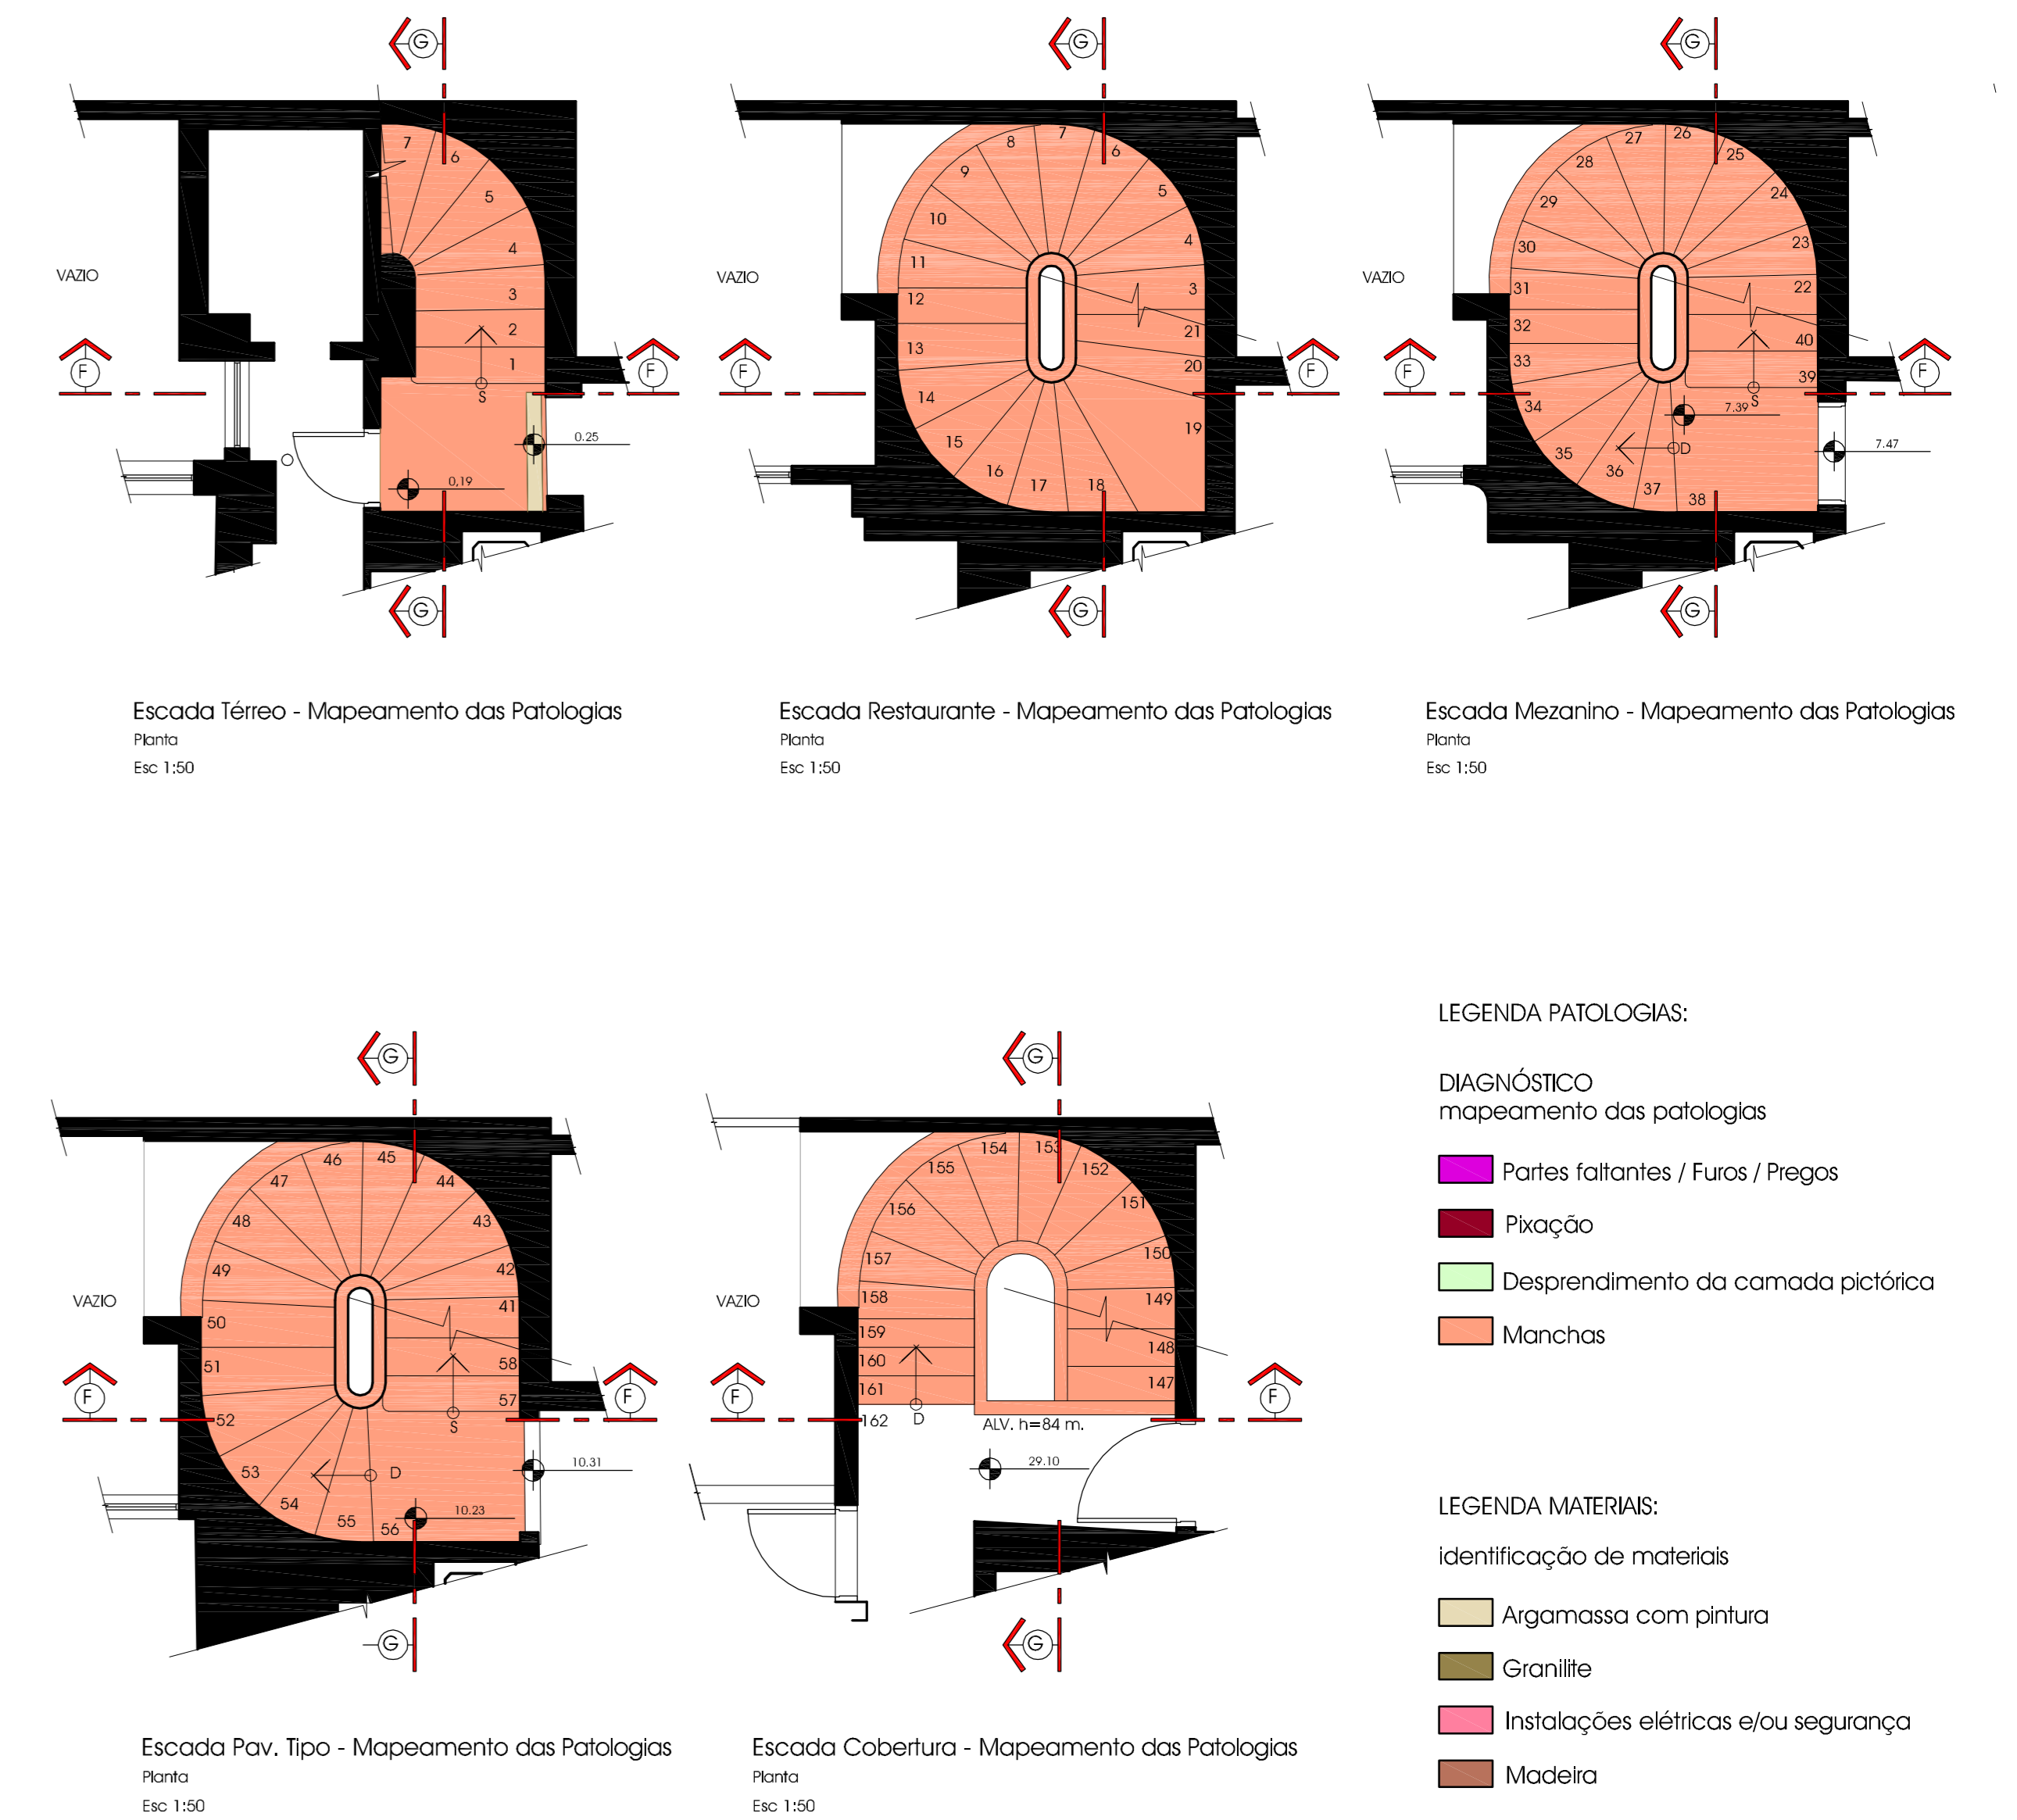 G
G
G
7
6
5
4
3
2
1
S
VAZIO
F
F
0.25
0,19
G
8
7
6
9
5
10
4
11
3
12
21
13
20
14
19
15
16
17
18
VAZIO
F
F
G
27
26
25
28
24
29
23
30
22
31
32
40
33
39
S
34
7.39
D
35
36
37
38
7.47
VAZIO
F
F
G
Escada Térreo - Mapeamento das Patologias
Planta
Esc 1:50
Escada Restaurante - Mapeamento das Patologias
Planta
Esc 1:50
Escada Mezanino - Mapeamento das Patologias
Planta
Esc 1:50
G
46
45
44
47
43
48
42
49
41
50
51
58
57
S
52
53
D
54
55
56
10.31
10.23
VAZIO
F
F
G
G
154
153
152
155
151
156
150
157
149
158
159
148
160
147
161
162
D
ALV. h=84 m.
29.10
VAZIO
F
F
G
LEGENDA PATOLOGIAS:
DIAGNÓSTICO
mapeamento das patologias
Partes faltantes / Furos / Pregos
Pixação
Desprendimento da camada pictórica
Manchas
LEGENDA MATERIAIS:
identificação de materiais
Argamassa com pintura
Granilite
Instalações elétricas e/ou segurança
Madeira
Escada Pav. Tipo - Mapeamento das Patologias
Planta
Esc 1:50
Escada Cobertura - Mapeamento das Patologias
Planta
Esc 1:50